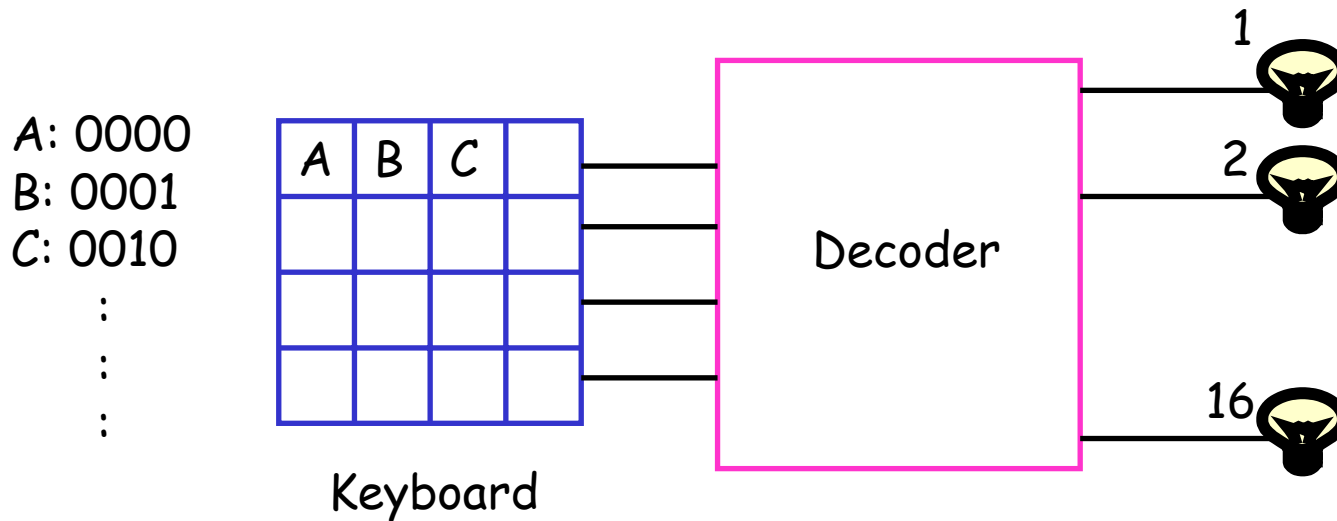 A: 0000
B: 0001
C: 0010
:
:
:
A B C
Keyboard
Decoder
1
2
16